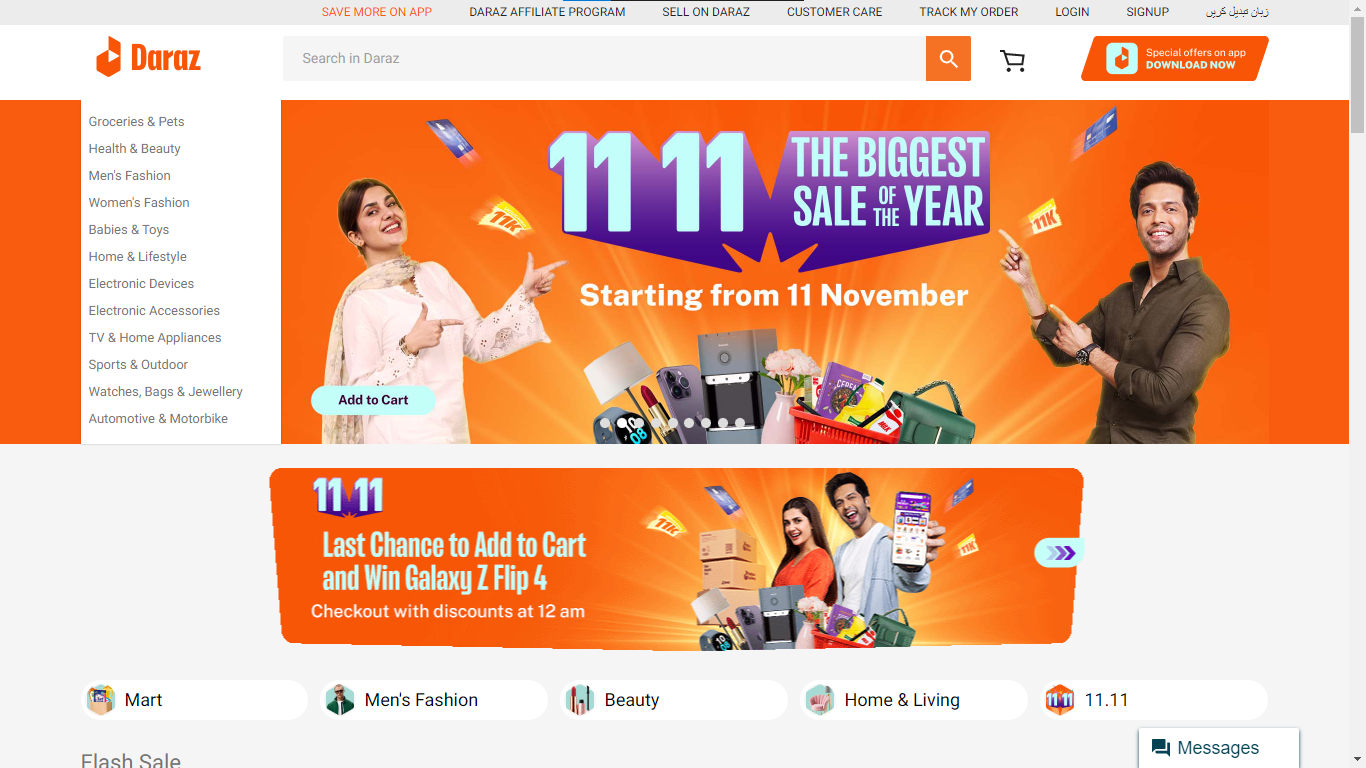 SAVE MORE ON APP
DARAZ AFFILIATE PROGRAM
SELL ON DARAZ
CUSTOMER CARE
TRACK MY ORDER
LOGIN
SIGNUP
زبان تبدیل کریں
Daraz
Search in Daraz
Special offers on app
DOWNLOAD NOW
Groceries & Pets
Health & Beauty
Men's Fashion
Women's Fashion
Babies & Toys
Home & Lifestyle
Electronic Devices
Electronic Accessories
TV & Home Appliances
Sports & Outdoor
Watches, Bags & Jewellery
Automotive & Motorbike
11 11
THE BIGGEST
SALE OF THE YEAR
11K
11K
Starting from 11 November
Add to Cart
11 11
Last Chance to Add to Cart
and Win Galaxy Z Flip 4
Checkout with discounts at 12 am
11K
11K
Mart
Men's Fashion
Beauty
Home & Living
11.11
Flash Sale
Messages